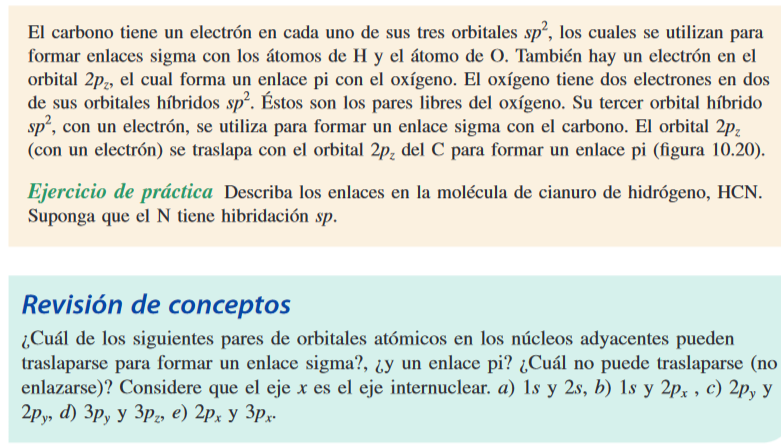 El carbono tiene un electrón en cada uno de sus tres orbitales sp², los cuales se utilizan para
formar enlaces sigma con los átomos de H y el átomo de O. También hay un electrón en el
orbital 2p_z, el cual forma un enlace pi con el oxígeno. El oxígeno tiene dos electrones en dos
de sus orbitales híbridos sp². Éstos son los pares libres del oxígeno. Su tercer orbital híbrido
sp², con un electrón, se utiliza para formar un enlace sigma con el carbono. El orbital 2p_z
(con un electrón) se traslapa con el orbital 2p_z del C para formar un enlace pi (figura 10.20).
Ejercicio de práctica Describa los enlaces en la molécula de cianuro de hidrógeno, HCN.
Suponga que el N tiene hibridación sp.
Revisión de conceptos
¿Cuál de los siguientes pares de orbitales atómicos en los núcleos adyacentes pueden
traslaparse para formar un enlace sigma?, ¿y un enlace pi? ¿Cuál no puede traslaparse (no
enlazarse)? Considere que el eje x es el eje internuclear. a) 1s y 2s, b) 1s y 2p_x , c) 2p_y y
2p_y, d) 3p_y y 3p_z, e) 2p_x y 3p_x.